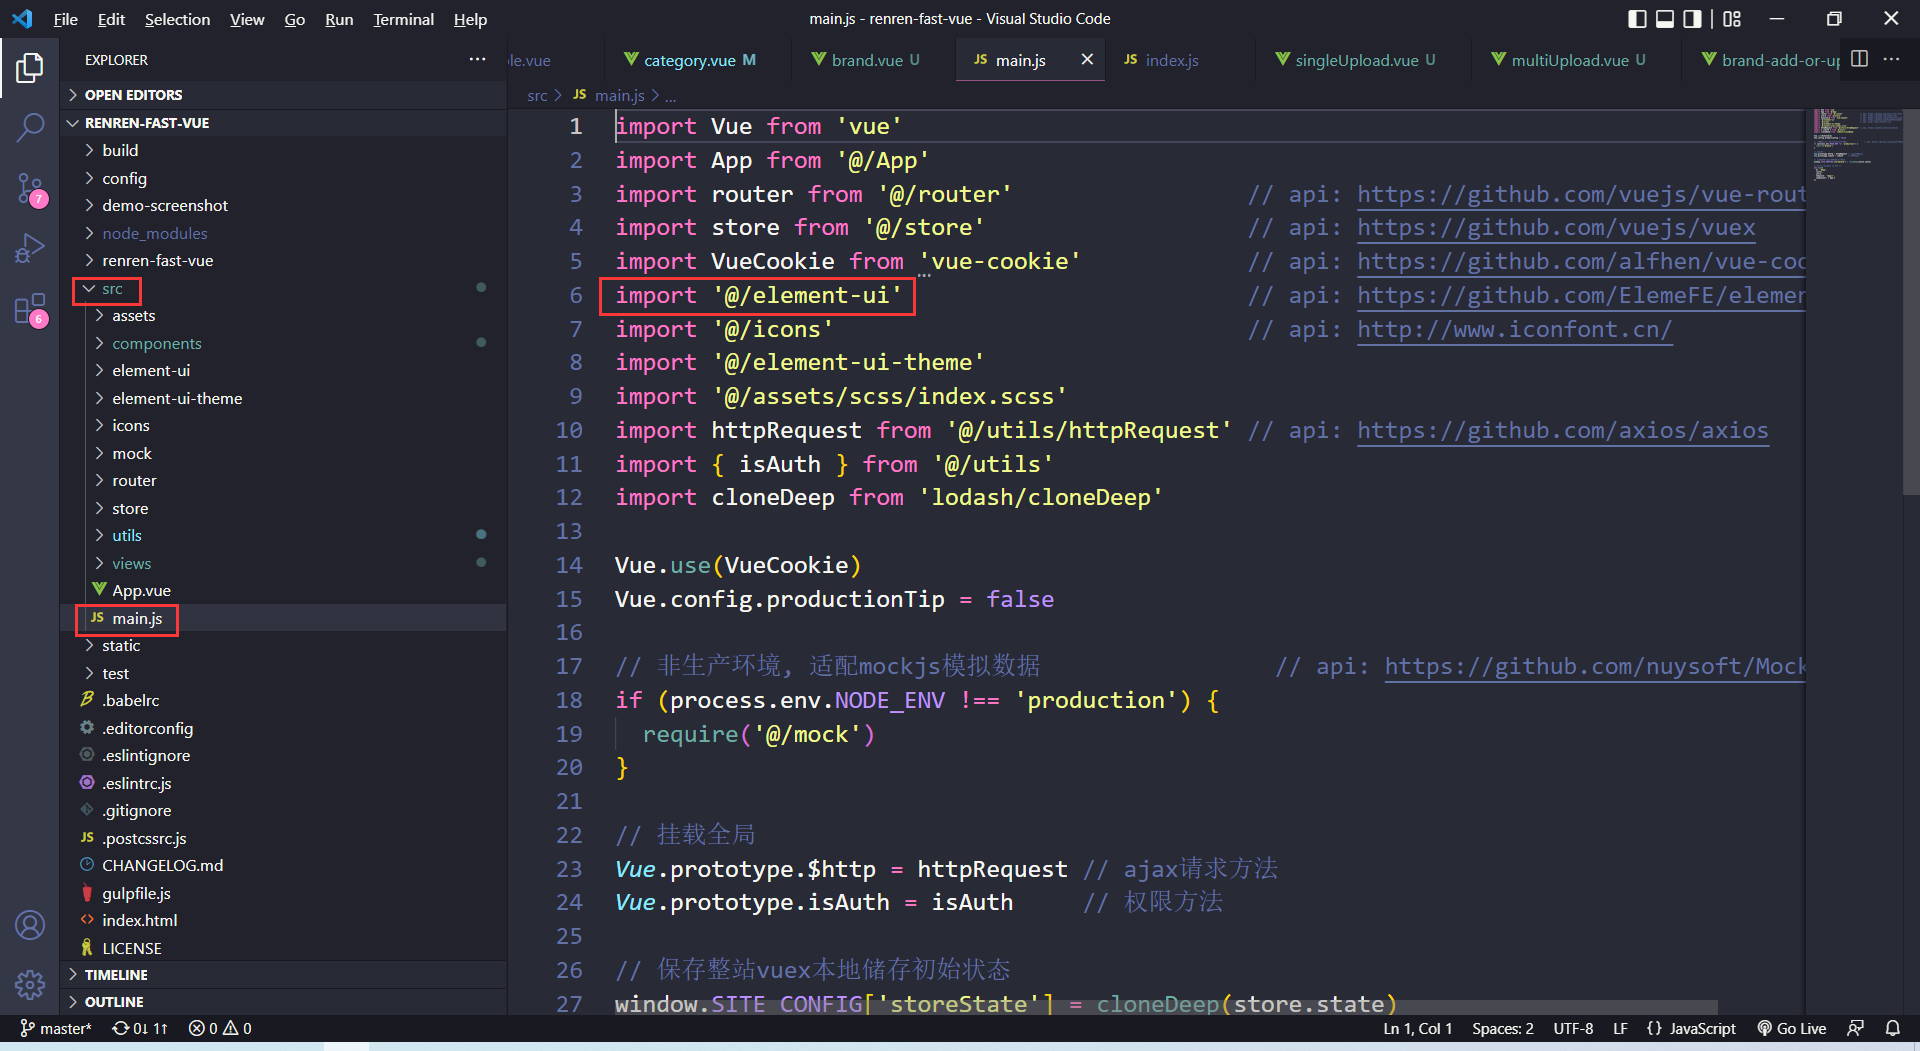 File Edit Selection View Go Run Terminal Help
main.js - renren-fast-vue - Visual Studio Code
EXPLORER
OPEN EDITORS
RENREN-FAST-VUE
build
config
demo-screenshot
node_modules
renren-fast-vue
src
assets
components
element-ui
element-ui-theme
icons
mock
router
store
utils
views
App.vue
JS main.js
static
test
.babelrc
.editorconfig
.eslintignore
.eslintrc.js
.gitignore
JS .postcssrc.js
CHANGELOG.md
gulpfile.js
index.html
LICENSE
TIMELINE
OUTLINE
7
6
ple.vue
category.vue M
brand.vue U
JS main.js
JS index.js
singleUpload.vue U
multiUpload.vue U
brand-add-or-up
src > JS main.js > ...
1 import Vue from 'vue'
2 import App from '@/App'
3 import router from '@/router' // api: https://github.com/vuejs/vue-rout
4 import store from '@/store' // api: https://github.com/vuejs/vuex
5 import VueCookie from 'vue-cookie' // api: https://github.com/alfhen/vue-coo
6 import '@/element-ui' // api: https://github.com/ElemeFE/elemen
7 import '@/icons' // api: http://www.iconfont.cn/
8 import '@/element-ui-theme'
9 import '@/assets/scss/index.scss'
10 import httpRequest from '@/utils/httpRequest' // api: https://github.com/axios/axios
11 import { isAuth } from '@/utils'
12 import cloneDeep from 'lodash/cloneDeep'
13
14 Vue.use(VueCookie)
15 Vue.config.productionTip = false
16
17 // 非生产环境, 适配mockjs模拟数据 // api: https://github.com/nuysoft/Mock
18 if (process.env.NODE_ENV !== 'production') {
19 require('@/mock')
20 }
21
22 // 挂载全局
23 Vue.prototype.$http = httpRequest // ajax请求方法
24 Vue.prototype.isAuth = isAuth // 权限方法
25
26 // 保存整站vuex本地储存初始状态
27 window.SITE_CONFIG['storeState'] = cloneDeep(store.state)
master* 0↓ 1↑ 0 0
Ln 1, Col 1 Spaces: 2 UTF-8 LF {} JavaScript Go Live